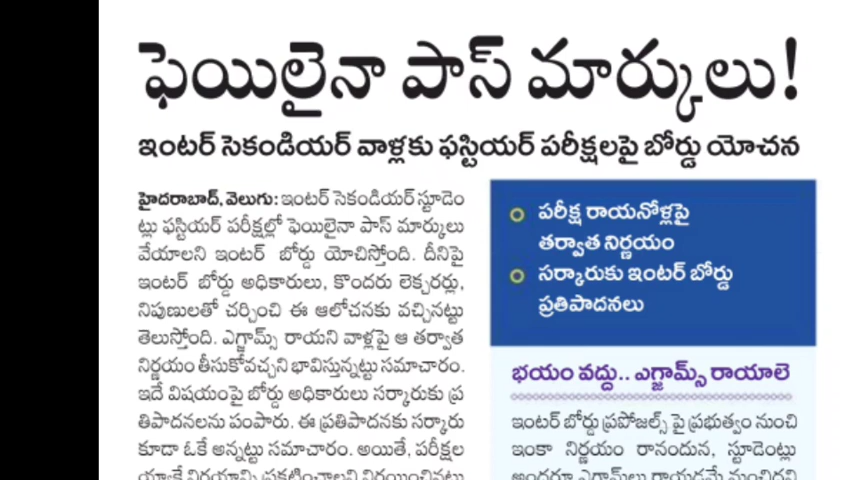 ఫెయిలైనా పాస్ మార్కులు!
ఇంటర్ సెకండియర్ వాళ్లకు ఫస్టియర్ పరీక్షలపై బోర్డు యోచన
హైదరాబాద్, వెలుగు: ఇంటర్ సెకండియర్ స్టూడెం
ట్లు ఫస్టియర్ పరీక్షల్లో ఫెయిలైనా పాస్ మార్కులు
వేయాలని ఇంటర్ బోర్డు యోచిస్తోంది. దీనిపై
ఇంటర్ బోర్డు అధికారులు, కొందరు లెక్చరర్లు,
నిపుణులతో చర్చించి ఈ ఆలోచనకు వచ్చినట్టు
తెలుస్తోంది. ఎగ్జామ్స్ రాయని వాళ్లపై ఆ తర్వాత
నిర్ణయం తీసుకోవచ్చని భావిస్తున్నట్టు సమాచారం.
ఇదే విషయంపై బోర్డు అధికారులు సర్కారుకు ప్ర
తిపాదనలను పంపారు. ఈ ప్రతిపాదనకు సర్కారు
కూడా ఓకే అన్నట్టు సమాచారం. అయితే, పరీక్షల
పరీక్ష రాయనోళ్లపై
తర్వాత నిర్ణయం
సర్కారుకు ఇంటర్ బోర్డు
ప్రతిపాదనలు
భయం వద్దు.. ఎగ్జామ్స్ రాయాలె
ఇంటర్ బోర్డు ప్రపోజల్స్ పై ప్రభుత్వం నుంచి
ఇంకా నిర్ణయం రానందున, స్టూడెంట్లు